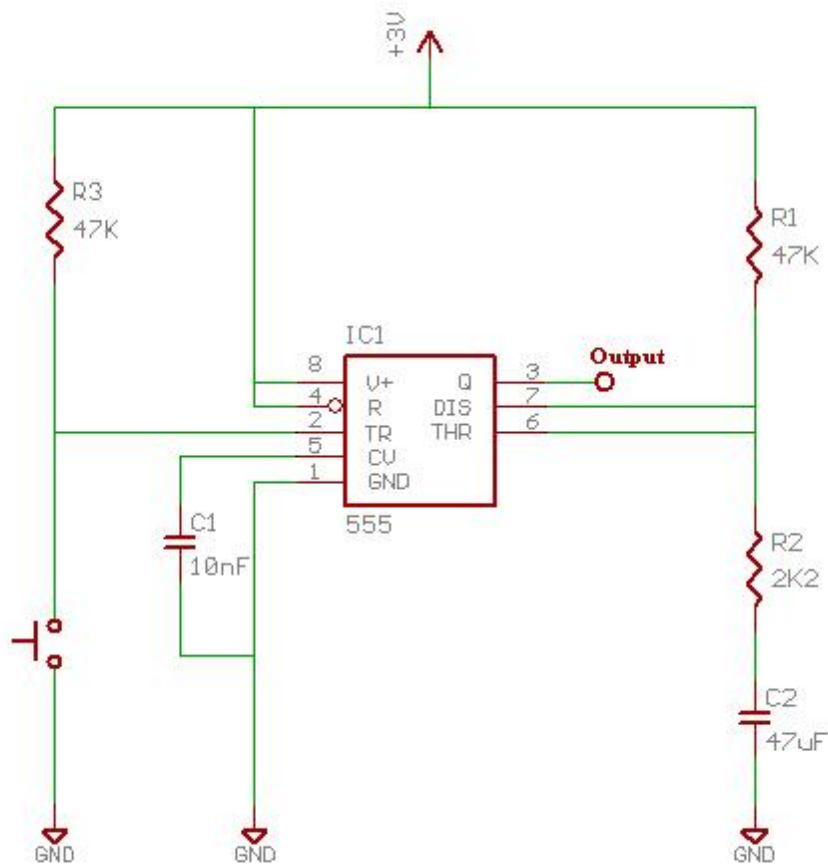 +3V
R3
47K
R1
47K
IC1
Output
8
V+
Q
3
4
R
DIS
7
2
TR
THR
6
5
CV
1
GND
555
C1
10nF
R2
2K2
C2
47uF
GND
GND
GND